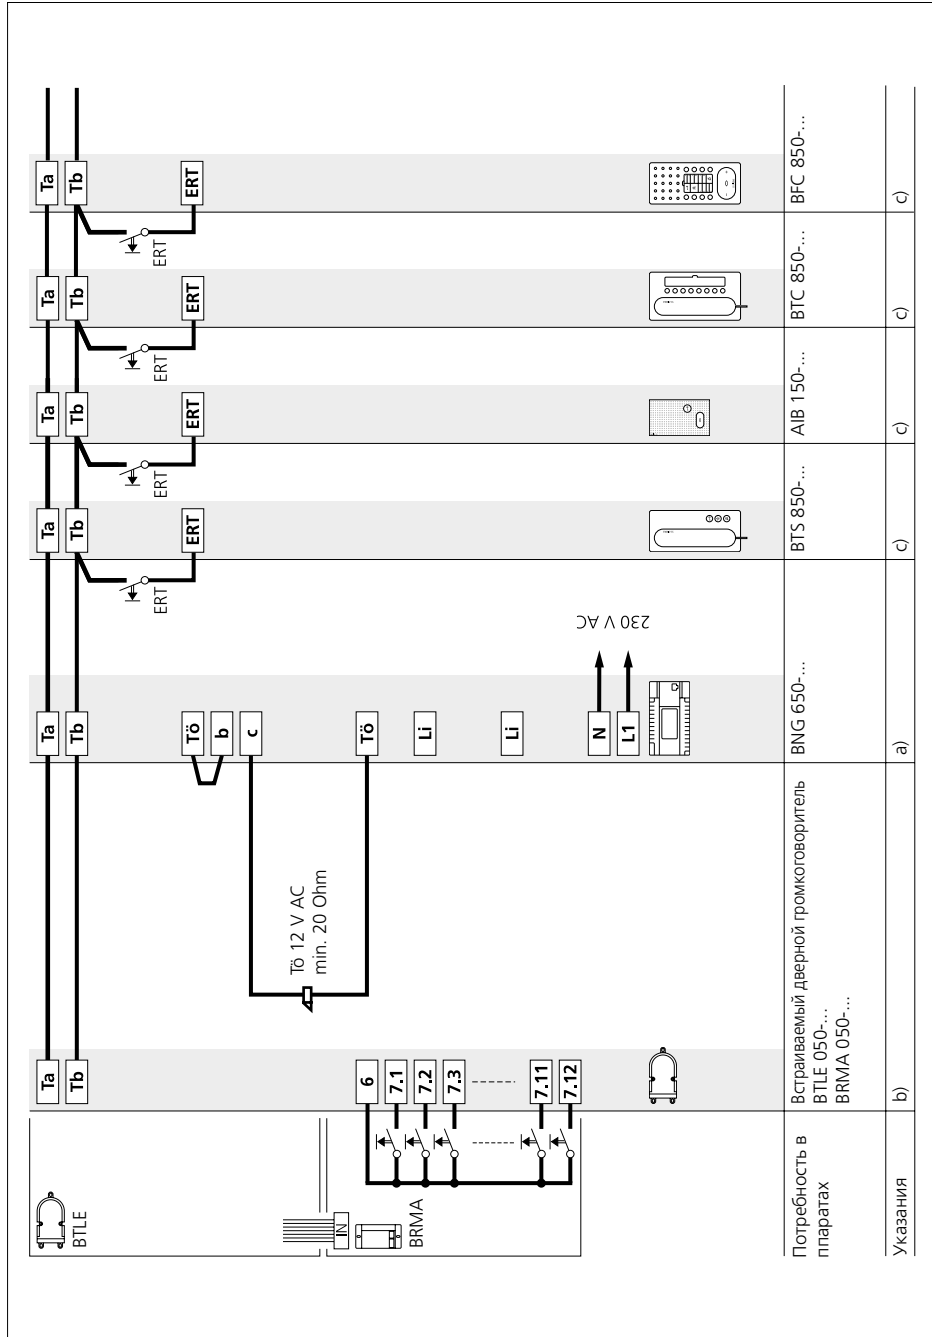 Ta Ta Ta Ta Ta Ta
BTLE Tb Tb Tb Tb Tb Tb
ERT ERT ERT ERT
Tö ERT ERT ERT ERT
b
c
Tö 12 V AC
min. 20 Ohm
IN
6 Tö
7.1
BRMA
7.2 Li
7.3
Li
7.11
7.12
N
L1
230 V AC
Потребность в
ппаратах
Встраиваемый дверной громкоговоритель
BTLE 050-...
BRMA 050-...
BNG 650-...
BTS 850-...
AIB 150-...
BTC 850-...
BFC 850-...
Указания
b)
a)
c)
c)
c)
c)